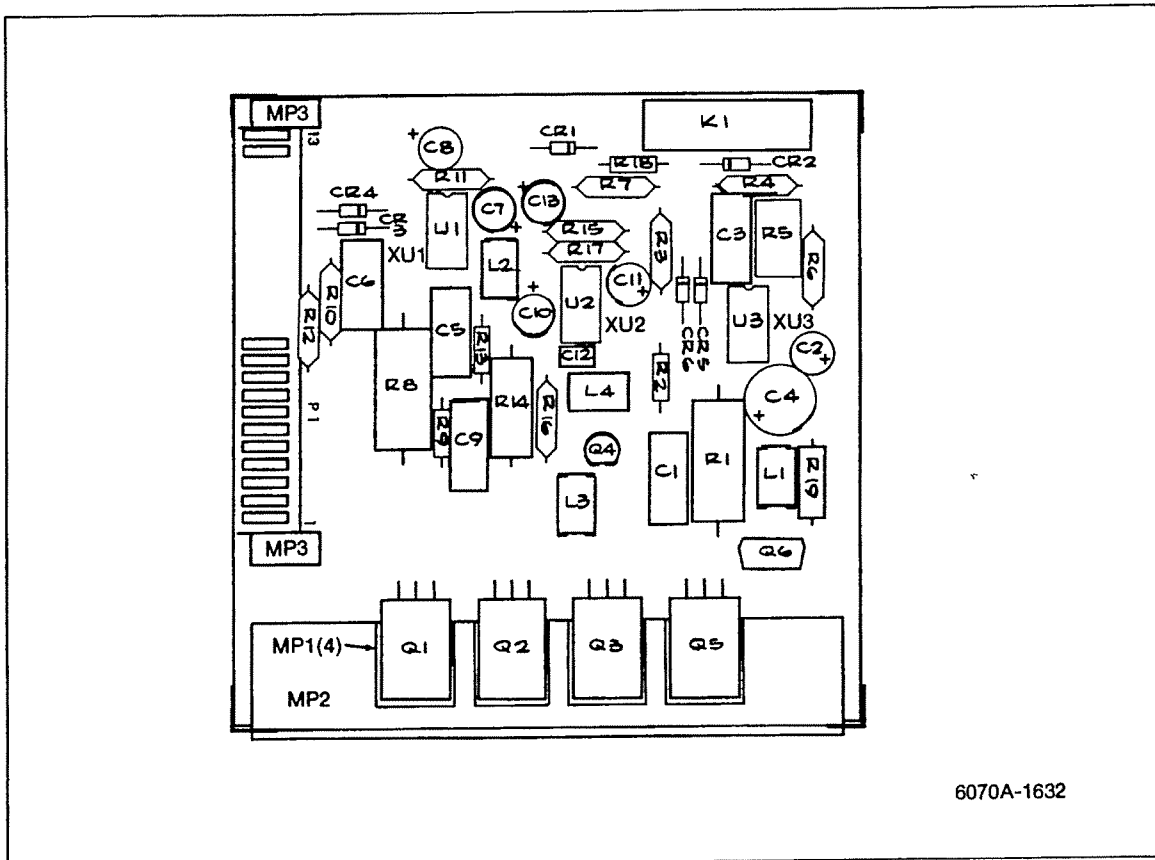 MP3
K1
13
CR1
C8
R18
CR2
R11
R7
R4
CR4
C7
C13
CR3
U1
R15
C3
R5
XU1
R17
R3
R6
L2
C6
C11
U2
R10
C10
XU2
U3
XU3
R12
C5
CR6
CR5
R13
C12
C2
R8
R14
L4
R2
C4
P1
R16
R9
C9
Q4
C1
R1
L1
R19
L3
1
MP3
Q6
MP1(4)
Q1
Q2
Q3
Q5
MP2
6070A-1632